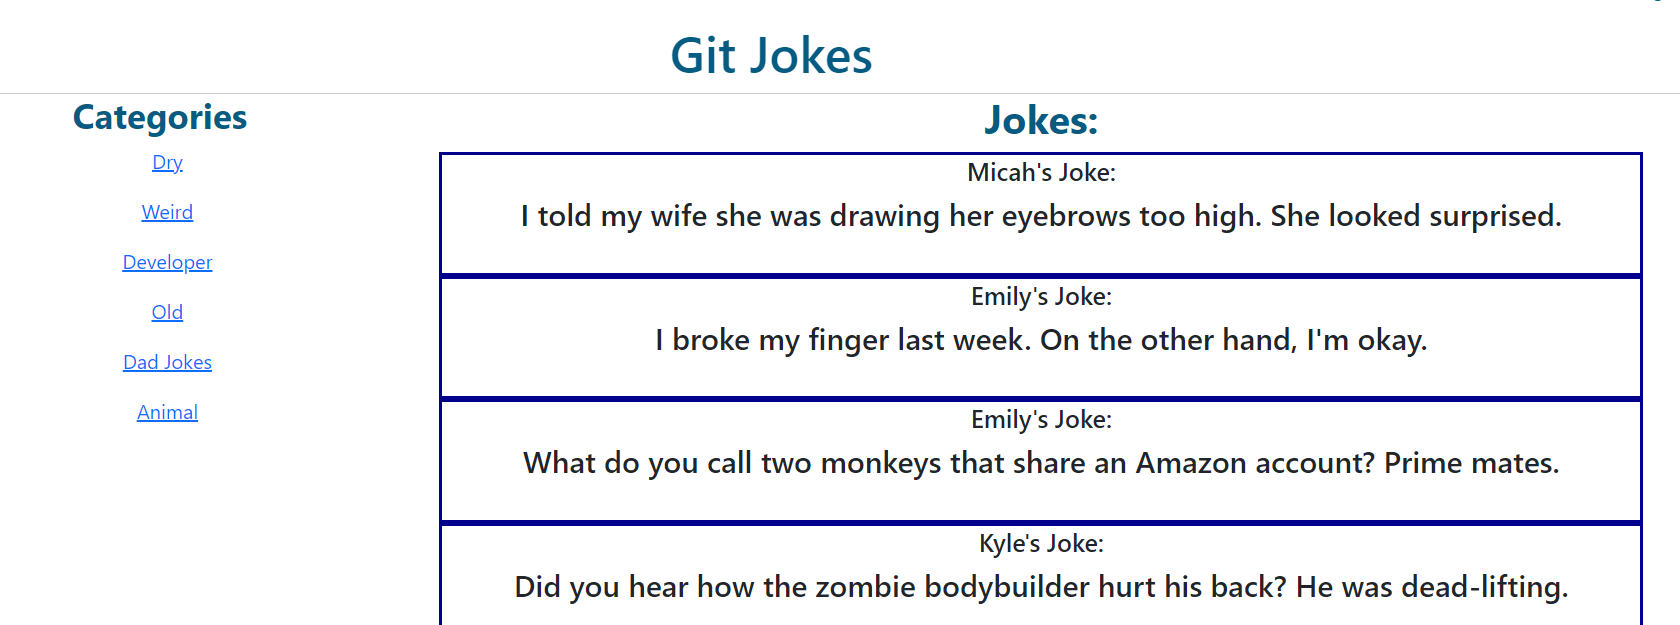 Git Jokes
Categories
Dry
Weird
Developer
Old
Dad Jokes
Animal
Jokes:
Micah's Joke:
I told my wife she was drawing her eyebrows too high. She looked surprised.
Emily's Joke:
I broke my finger last week. On the other hand, I'm okay.
Emily's Joke:
What do you call two monkeys that share an Amazon account? Prime mates.
Kyle's Joke:
Did you hear how the zombie bodybuilder hurt his back? He was dead-lifting.